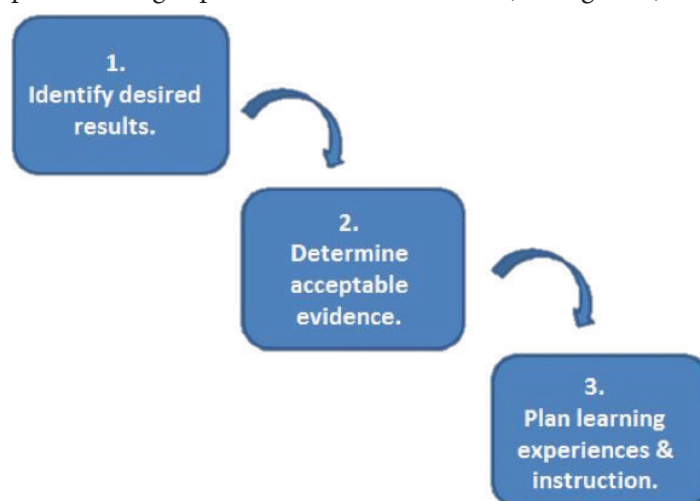 1.
Identify desired
results.
2.
Determine
acceptable
evidence.
3.
Plan learning
experiences &
instruction.